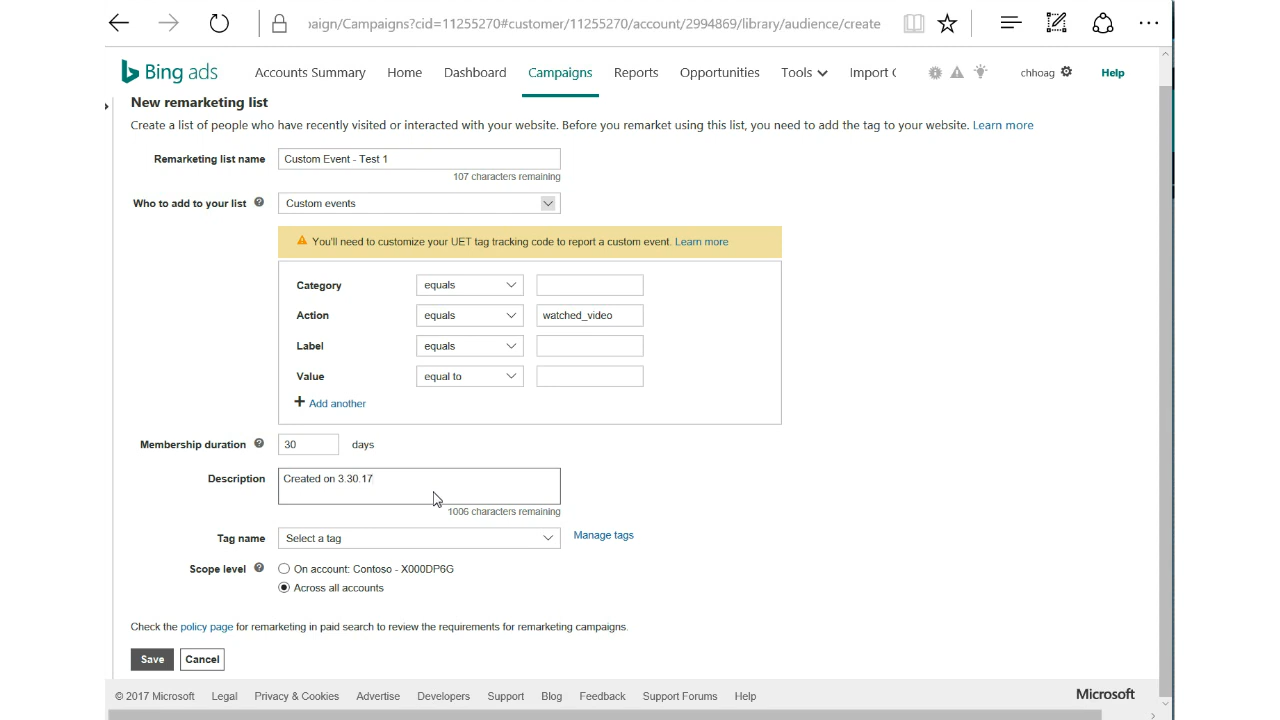 aign/Campaigns?cid=11255270#customer/11255270/account/2994869/library/audience/create
Bing ads Accounts Summary Home Dashboard Campaigns Reports Opportunities Tools Import chhoag Help
New remarketing list
Create a list of people who have recently visited or interacted with your website. Before you remarket using this list, you need to add the tag to your website. Learn more
Remarketing list name Custom Event - Test 1
107 characters remaining
Who to add to your list Custom events
You'll need to customize your UET tag tracking code to report a custom event. Learn more
Category equals
Action equals watched_video
Label equals
Value equal to
+ Add another
Membership duration 30 days
Description Created on 3.30.17
1006 characters remaining
Tag name Select a tag Manage tags
Scope level On account: Contoso - X000DP6G
Across all accounts
Check the policy page for remarketing in paid search to review the requirements for remarketing campaigns.
Save Cancel
© 2017 Microsoft Legal Privacy & Cookies Advertise Developers Support Blog Feedback Support Forums Help Microsoft